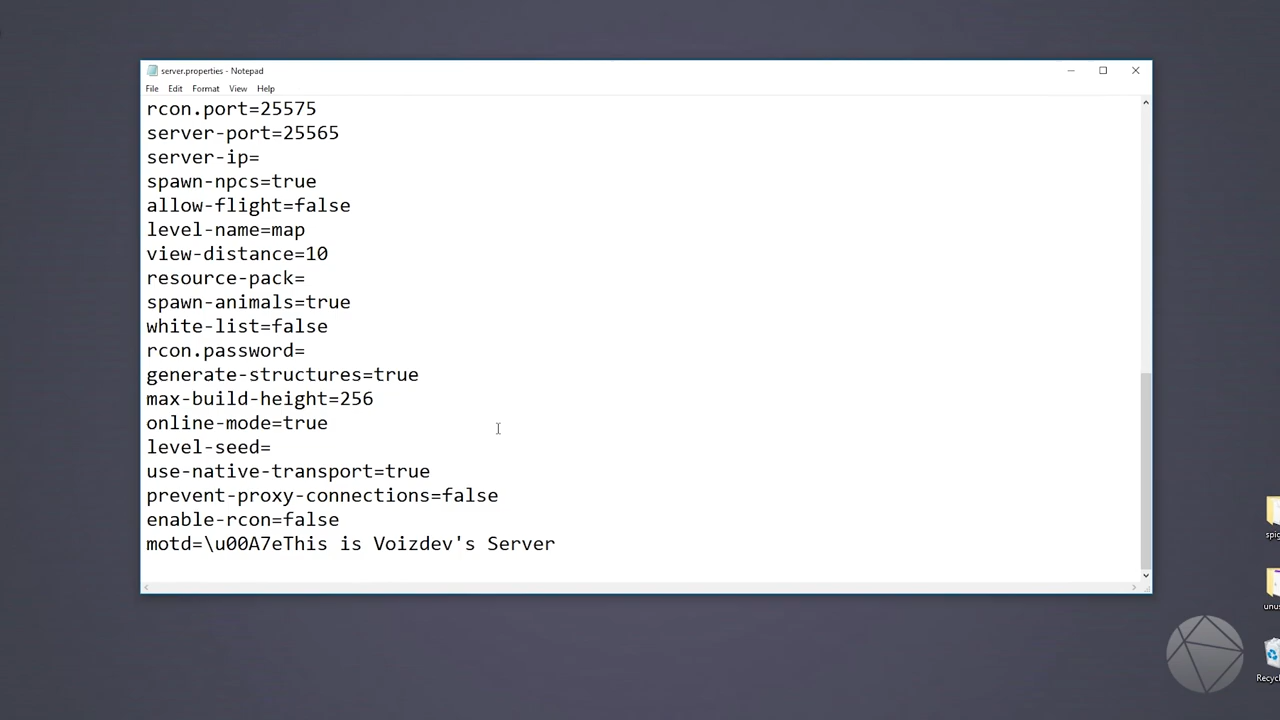 server.properties - Notepad
File Edit Format View Help
rcon.port=25575
server-port=25565
server-ip=
spawn-npcs=true
allow-flight=false
level-name=map
view-distance=10
resource-pack=
spawn-animals=true
white-list=false
rcon.password=
generate-structures=true
max-build-height=256
online-mode=true
level-seed=
use-native-transport=true
prevent-proxy-connections=false
enable-rcon=false
motd=\u00A7eThis is Voizdev's Server